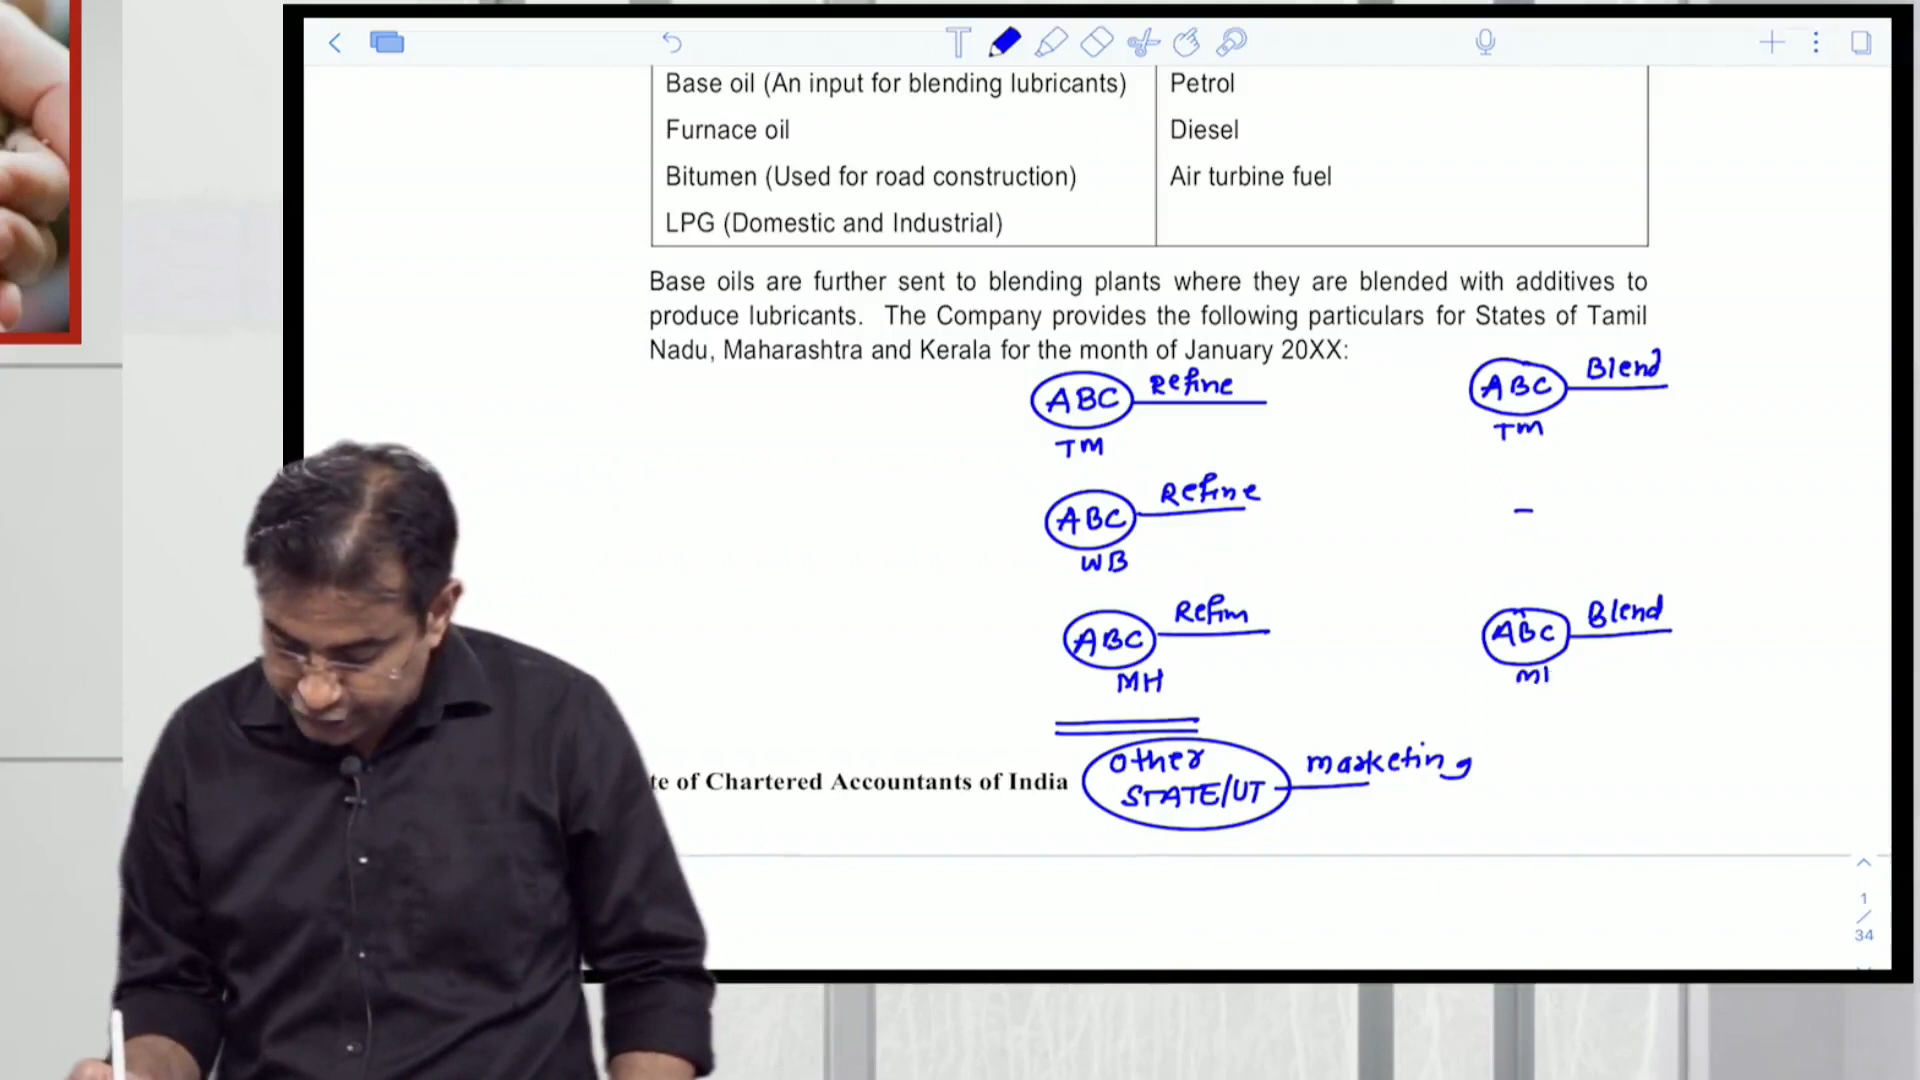 Base oil (An input for blending lubricants) Petrol
Furnace oil Diesel
Bitumen (Used for road construction) Air turbine fuel
LPG (Domestic and Industrial)
Base oils are further sent to blending plants where they are blended with additives to
produce lubricants. The Company provides the following particulars for States of Tamil
Nadu, Maharashtra and Kerala for the month of January 20XX:
ABC Refine ABC Blend
TM TM
ABC Refine -
WB
ABC Refim ABC Blend
MH MI
Other marketing
STATE/UT
te of Chartered Accountants of India
1
/
34